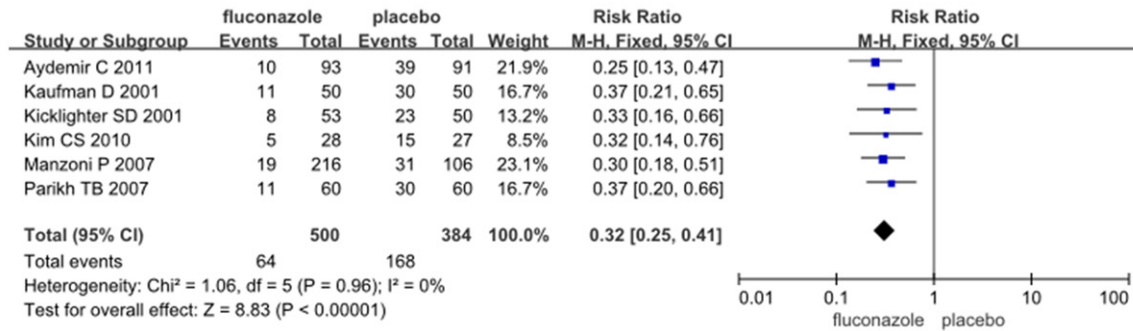 fluconazole placebo Risk Ratio Risk Ratio
Study or Subgroup Events Total Events Total Weight M-H, Fixed, 95% CI M-H, Fixed, 95% CI
Aydemir C 2011 10 93 39 91 21.9% 0.25 [0.13, 0.47]
Kaufman D 2001 11 50 30 50 16.7% 0.37 [0.21, 0.65]
Kicklighter SD 2001 8 53 23 50 13.2% 0.33 [0.16, 0.66]
Kim CS 2010 5 28 15 27 8.5% 0.32 [0.14, 0.76]
Manzoni P 2007 19 216 31 106 23.1% 0.30 [0.18, 0.51]
Parikh TB 2007 11 60 30 60 16.7% 0.37 [0.20, 0.66]
Total (95% CI) 500 384 100.0% 0.32 [0.25, 0.41]
Total events 64 168
Heterogeneity: Chi² = 1.06, df = 5 (P = 0.96); I² = 0%
Test for overall effect: Z = 8.83 (P < 0.00001)
0.01 0.1 1 10 100
fluconazole placebo